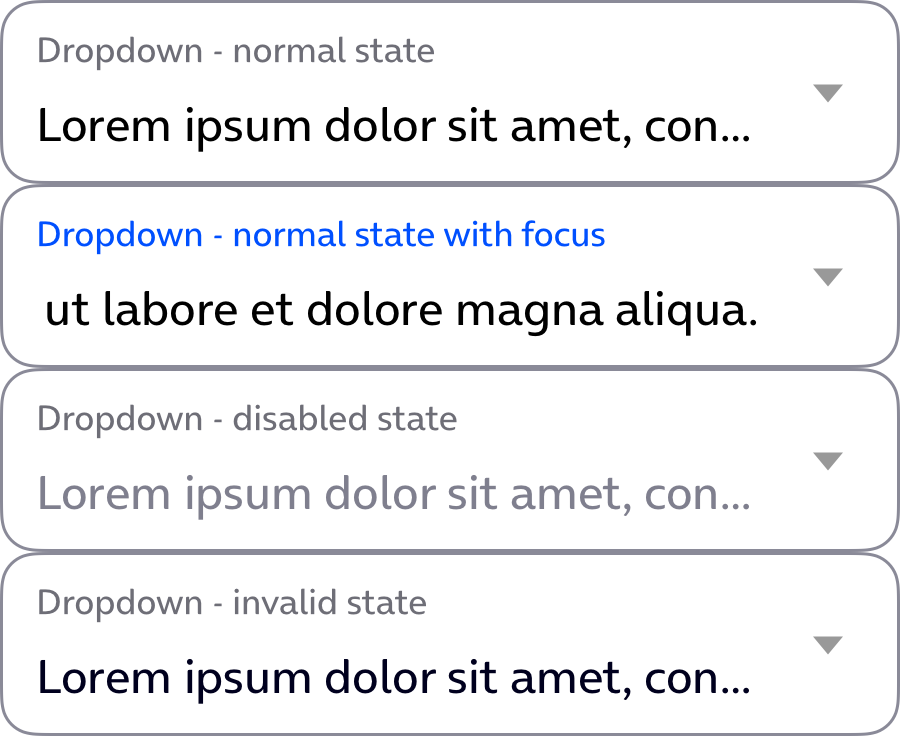 Dropdown - normal state
Lorem ipsum dolor sit amet, con...
Dropdown - normal state with focus
ut labore et dolore magna aliqua.
Dropdown - disabled state
Lorem ipsum dolor sit amet, con...
Dropdown - invalid state
Lorem ipsum dolor sit amet, con...